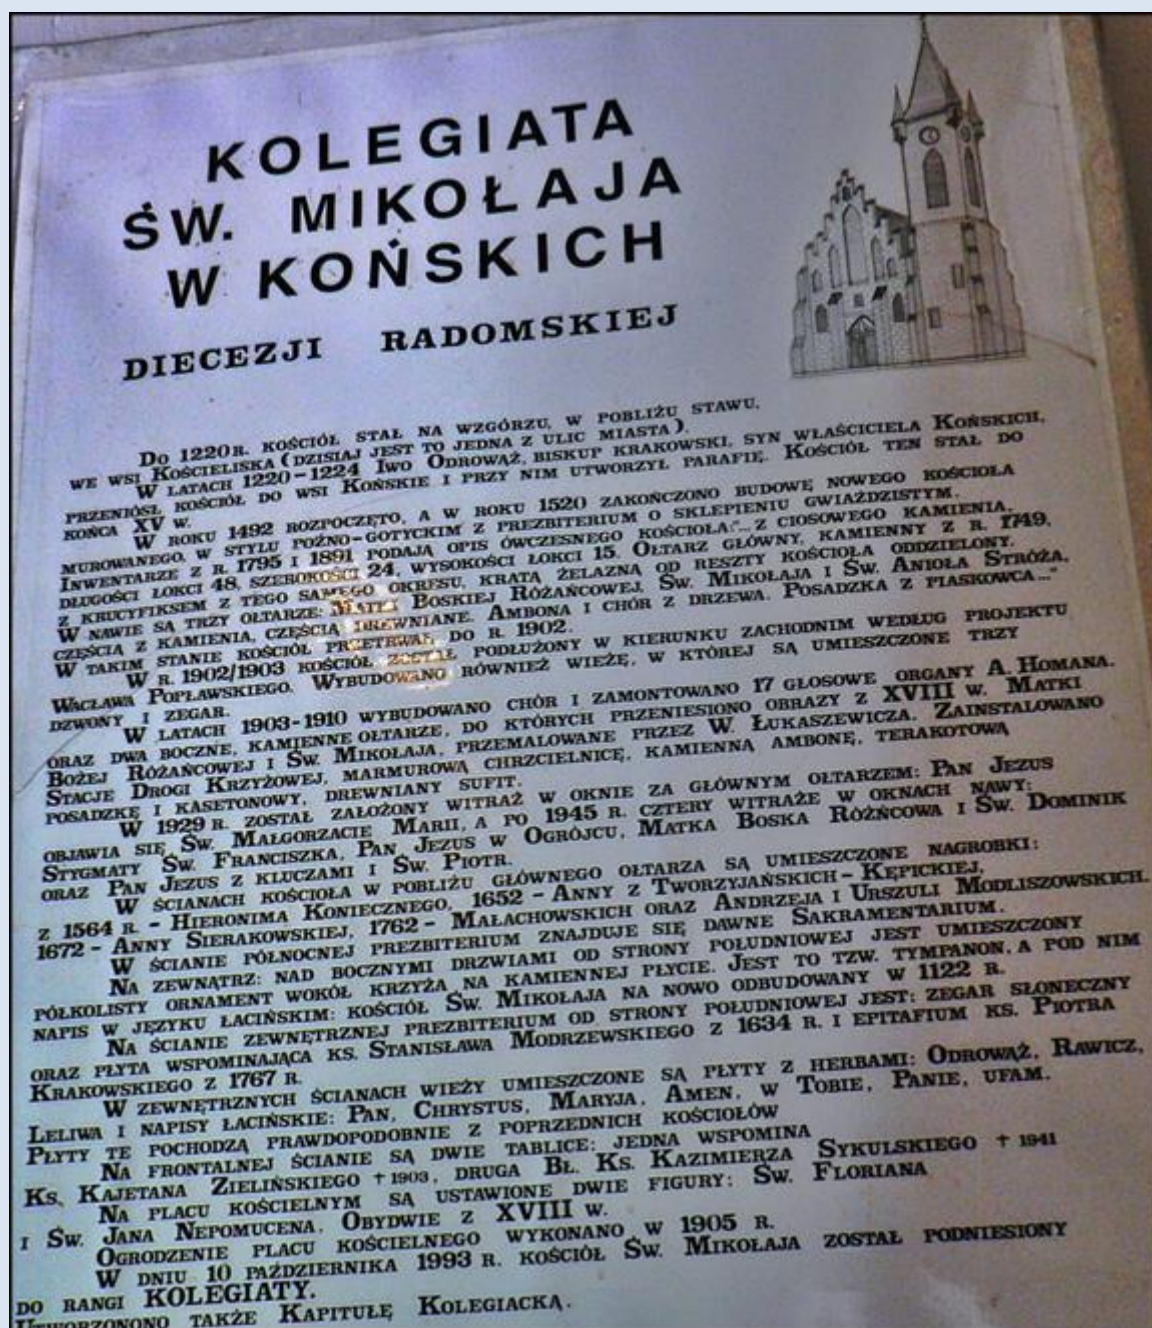 KOLEGIATA
ŚW. MIKOŁAJA
W KOŃSKICH
DIECEZJI RADOMSKIEJ
DO 1220 R. KOŚCIÓŁ STAŁ NA WZGÓRZU, W POBLIŻU STAWU,
WE WSI KOŚCIELISKA (DZISIAJ JEST TO JEDNA Z ULIC MIASTA).
W LATACH 1220-1224 IWO ODROWĄŻ, BISKUP KRAKOWSKI, SYN WŁAŚCICIELA KOŃSKICH,
PRZENIÓSŁ KOŚCIÓŁ DO WSI KOŃSKIE I PRZY NIM UTWORZYŁ PARAFIĘ. KOŚCIÓŁ TEN STAŁ DO
KOŃCA XV W.
W ROKU 1492 ROZPOCZĘTO, A W ROKU 1520 ZAKOŃCZONO BUDOWĘ NOWEGO KOŚCIOŁA
MUROWANEGO, W STYLU POŹNO-GOTYCKIM Z PREZBITERIUM O SKLEPIENIU GWIAŹDZISTYM.
INWENTARZE Z R. 1795 I 1891 PODAJĄ OPIS ÓWCZESNEGO KOŚCIOŁA:"... Z CIOSOWEGO KAMIENIA,
DŁUGOŚCI ŁOKCI 48, SZEROKOŚCI 24, WYSOKOŚCI ŁOKCI 15. OŁTARZ GŁÓWNY, KAMIENNY Z R. 1749,
Z KRUCYFIKSEM Z TEGO SAMEGO OKRESU, KRATĄ ŻELAZNĄ OD RESZTY KOŚCIOŁA ODDZIELONY.
W NAWIE SĄ TRZY OŁTARZE: MATKI BOSKIEJ RÓŻAŃCOWEJ, ŚW. MIKOŁAJA I ŚW. ANIOŁA STRÓŻA,
CZĘŚCIĄ Z KAMIENIA, CZĘŚCIĄ DREWNIANE. AMBONA I CHÓR Z DRZEWA. POSADZKA Z PIASKOWCA..."
W TAKIM STANIE KOŚCIÓŁ PRZETRWAŁ DO R. 1902.
W R. 1902/1903 KOŚCIÓŁ ZOSTAŁ PODŁUŻONY W KIERUNKU ZACHODNIM WEDŁUG PROJEKTU
WACŁAWA POPŁAWSKIEGO. WYBUDOWANO RÓWNIEŻ WIEŻĘ, W KTÓREJ SĄ UMIESZCZONE TRZY
DZWONY I ZEGAR.
W LATACH 1903-1910 WYBUDOWANO CHÓR I ZAMONTOWANO 17 GŁOSOWE ORGANY A. HOMANA.
ORAZ DWA BOCZNE, KAMIENNE OŁTARZE, DO KTÓRYCH PRZENIESIONO OBRAZY Z XVIII W. MATKI
BOŻEJ RÓŻAŃCOWEJ I ŚW. MIKOŁAJA, PRZEMALOWANE PRZEZ W. ŁUKASZEWICZA. ZAINSTALOWANO
STACJE DROGI KRZYŻOWEJ, MARMUROWĄ CHRZCIELNICĘ, KAMIENNĄ AMBONĘ, TERAKOTOWĄ
POSADZKĘ I KASETONOWY, DREWNIANY SUFIT.
W 1929 R. ZOSTAŁ ZAŁOŻONY WITRAŻ W OKNIE ZA GŁÓWNYM OŁTARZEM: PAN JEZUS
OBJAWIA SIĘ ŚW. MAŁGORZACIE MARII, A PO 1945 R. CZTERY WITRAŻE W OKNACH NAWY:
STYGMATY ŚW. FRANCISZKA, PAN JEZUS W OGRÓJCU, MATKA BOSKA RÓŻŃCOWA I ŚW. DOMINIK
ORAZ PAN JEZUS Z KLUCZAMI I ŚW. PIOTR.
W ŚCIANACH KOŚCIOŁA W POBLIŻU GŁÓWNEGO OŁTARZA SĄ UMIESZCZONE NAGROBKI:
Z 1564 R. - HIERONIMA KONIECZNEGO, 1652 - ANNY Z TWORZYJAŃSKICH - KĘPICKIEJ,
1672 - ANNY SIERAKOWSKIEJ, 1762 - MAŁACHOWSKICH ORAZ ANDRZEJA I URSZULI MODLISZOWSKICH.
W ŚCIANIE PÓŁNOCNEJ PREZBITERIUM ZNAJDUJE SIĘ DAWNE SAKRAMENTARIUM.
NA ZEWNĄTRZ: NAD BOCZNYMI DRZWIAMI OD STRONY POŁUDNIOWEJ JEST UMIESZCZONY
PÓŁKOLISTY ORNAMENT WOKÓŁ KRZYŻA NA KAMIENNEJ PŁYCIE. JEST TO TZW. TYMPANON, A POD NIM
NAPIS W JĘZYKU ŁACIŃSKIM: KOŚCIÓŁ ŚW. MIKOŁAJA NA NOWO ODBUDOWANY W 1122 R.
NA ŚCIANIE ZEWNĘTRZNEJ PREZBITERIUM OD STRONY POŁUDNIOWEJ JEST: ZEGAR SŁONECZNY
ORAZ PŁYTA WSPOMINAJĄCA KS. STANISŁAWA MODRZEWSKIEGO Z 1634 R. I EPITAFIUM KS. PIOTRA
KRAKOWSKIEGO Z 1767 R.
W ZEWNĘTRZNYCH ŚCIANACH WIEŻY UMIESZCZONE SĄ PŁYTY Z HERBAMI: ODROWĄŻ, RAWICZ,
LELIWA I NAPISY ŁACIŃSKIE: PAN, CHRYSTUS, MARYJA, AMEN, W TOBIE, PANIE, UFAM.
PŁYTY TE POCHODZĄ PRAWDOPODOBNIE Z POPRZEDNICH KOŚCIOŁÓW
NA FRONTALNEJ ŚCIANIE SĄ DWIE TABLICE: JEDNA WSPOMINA
KS. KAJETANA ZIELIŃSKIEGO † 1903, DRUGA BŁ. KS. KAZIMIERZA SYKULSKIEGO † 1941
NA PLACU KOŚCIELNYM SĄ USTAWIONE DWIE FIGURY: ŚW. FLORIANA
I ŚW. JANA NEPOMUCENA. OBYDWIE Z XVIII W.
OGRODZENIE PLACU KOŚCIELNEGO WYKONANO W 1905 R.
W DNIU 10 PAŹDZIERNIKA 1993 R. KOŚCIÓŁ ŚW. MIKOŁAJA ZOSTAŁ PODNIESIONY
DO RANGI KOLEGIATY.
UTWORZONONO TAKŻE KAPITUŁĘ KOLEGIACKĄ.